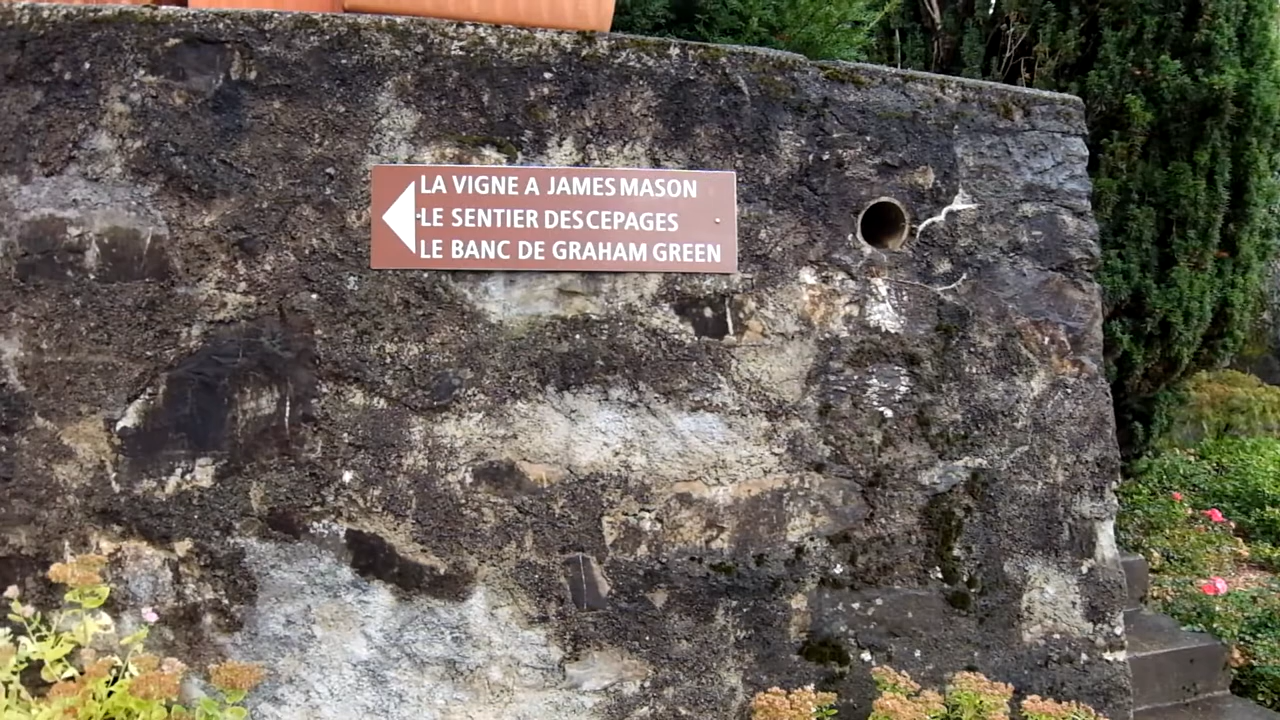 LA VIGNE A JAMES MASON
LE SENTIER DES CEPAGES
LE BANC DE GRAHAM GREEN